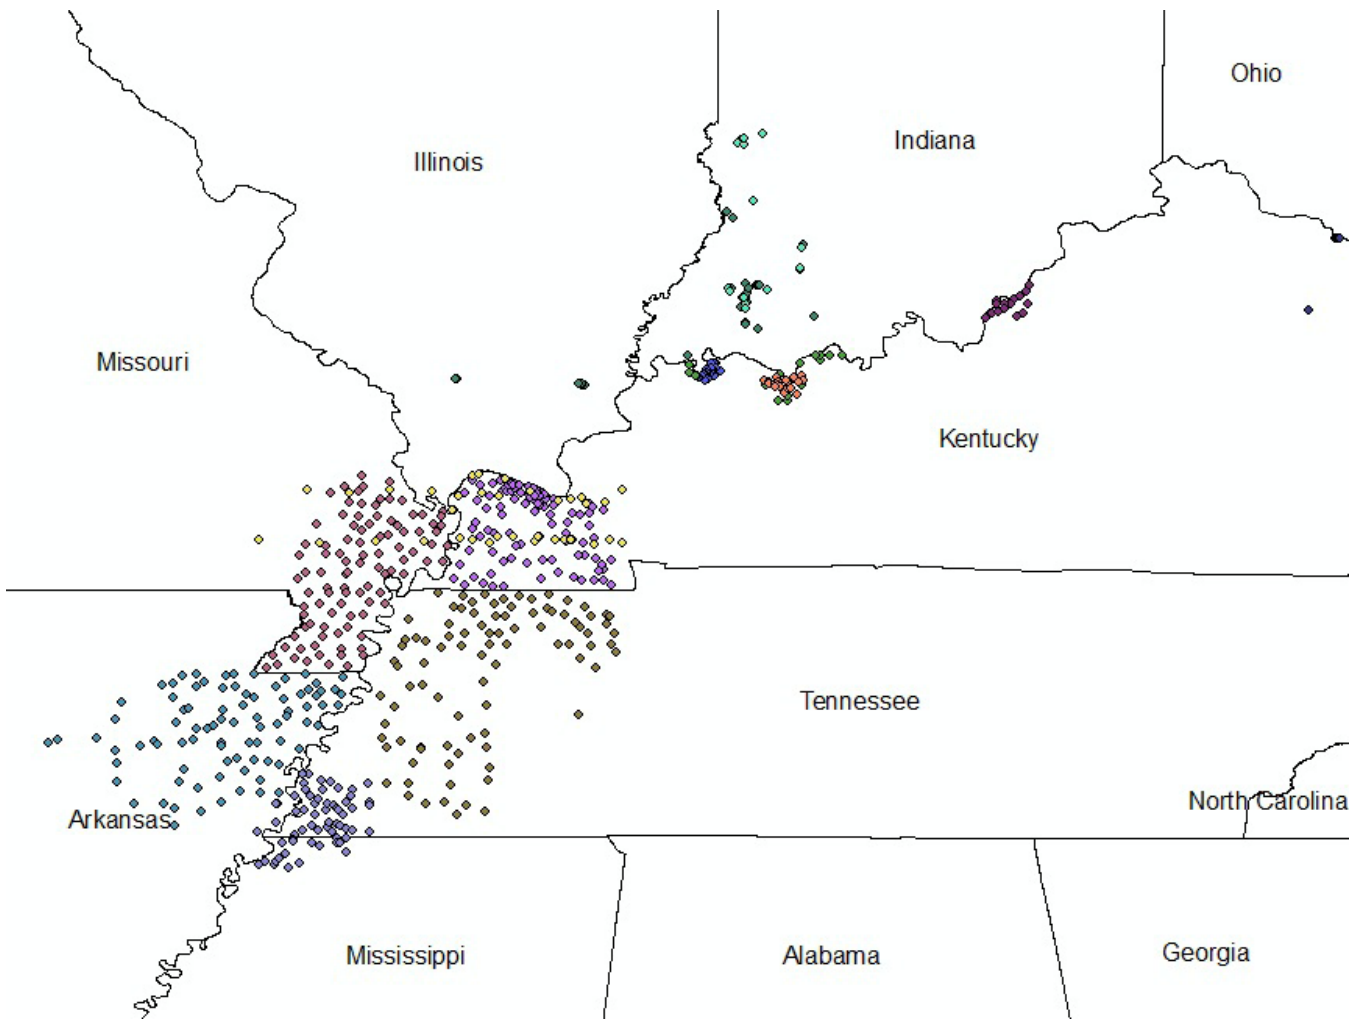 Ohio
Indiana
Illinois
Missouri
Kentucky
Tennessee
North Carolina
Arkansas
Mississippi
Alabama
Georgia